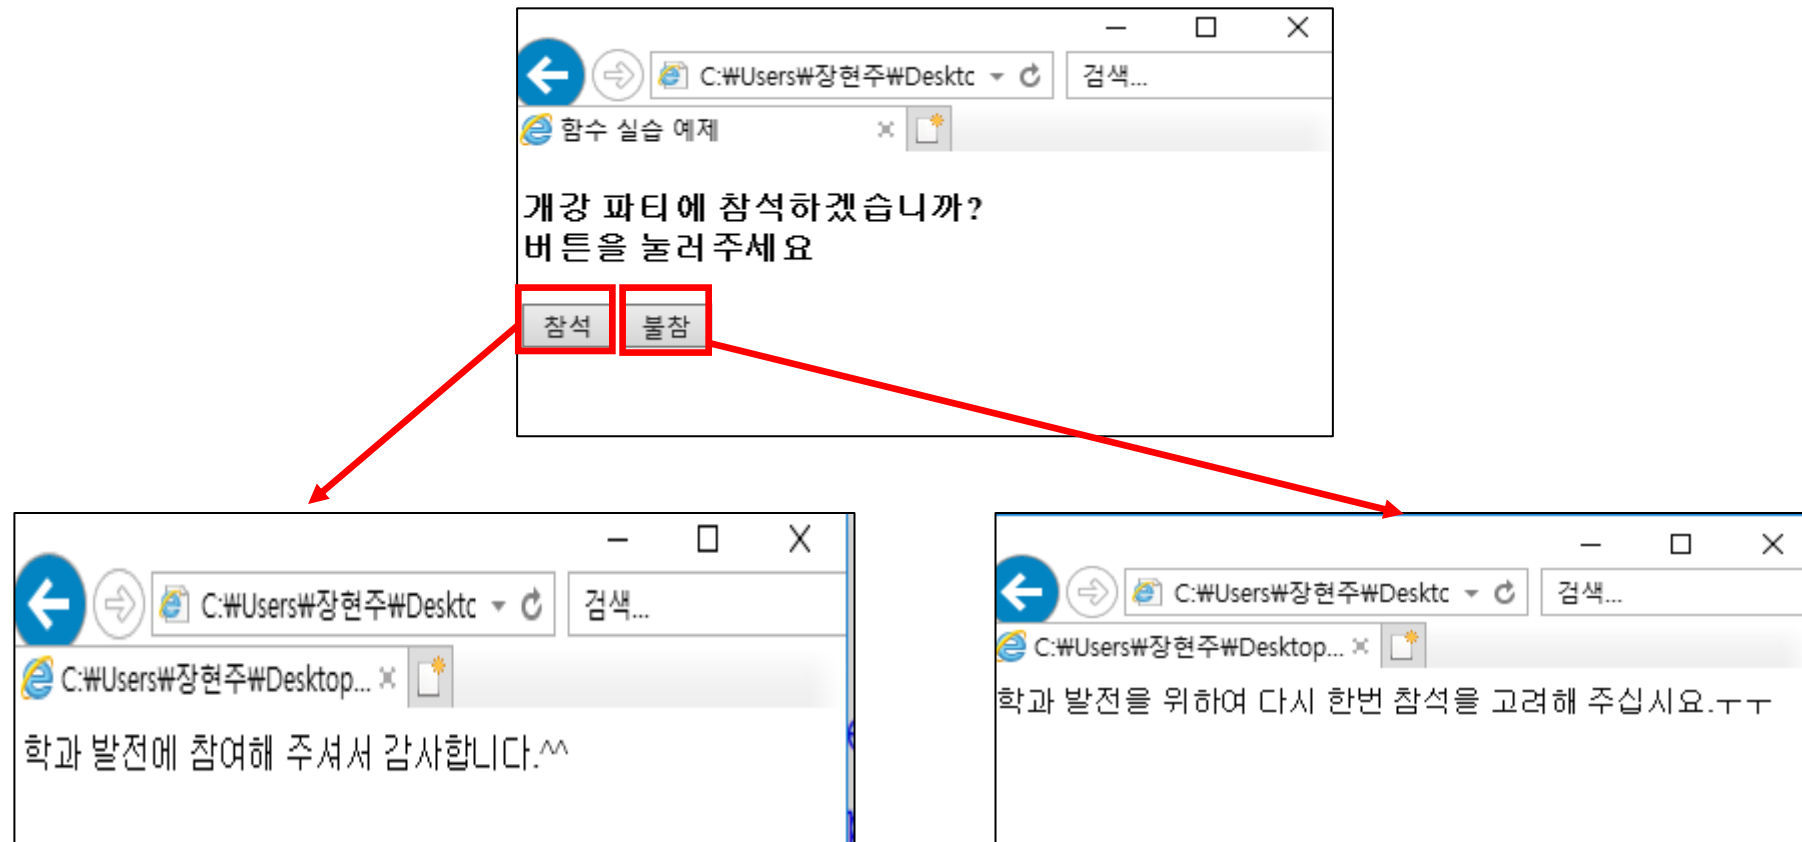 C:₩Users₩장현주₩Desktc
검색...
함수 실습 예제
개강 파티에 참석하겠습니까?
버튼을 눌러주세요
참석
불참
C:₩Users₩장현주₩Desktc
검색...
C:₩Users₩장현주₩Desktop...
학과 발전에 참여해 주셔서 감사합니다.^^
C:₩Users₩장현주₩Desktc
검색...
C:₩Users₩장현주₩Desktop...
학과 발전을 위하여 다시 한번 참석을 고려해 주십시요.ㅜㅜ